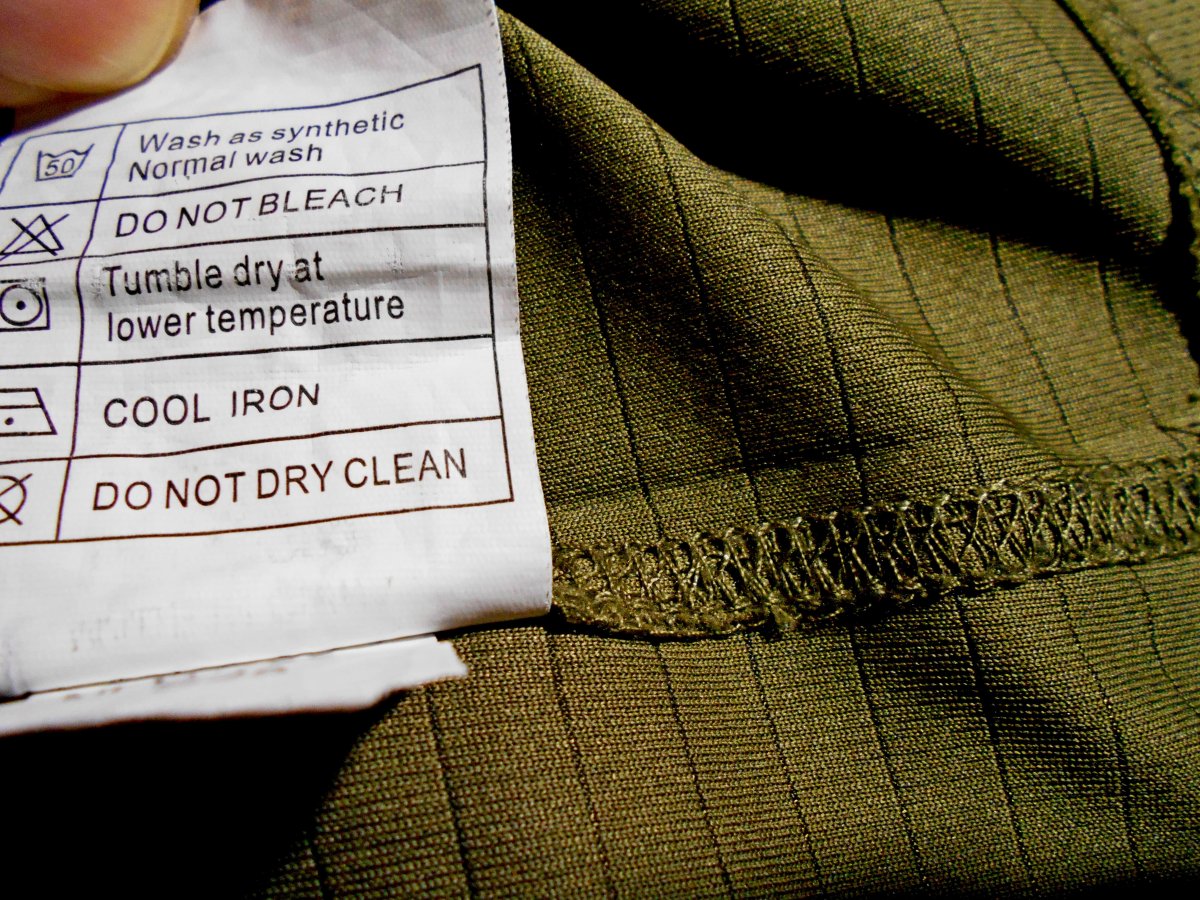 50
Wash as synthetic
Normal wash
DO NOT BLEACH
Tumble dry at
lower temperature
COOL IRON
DO NOT DRY CLEAN